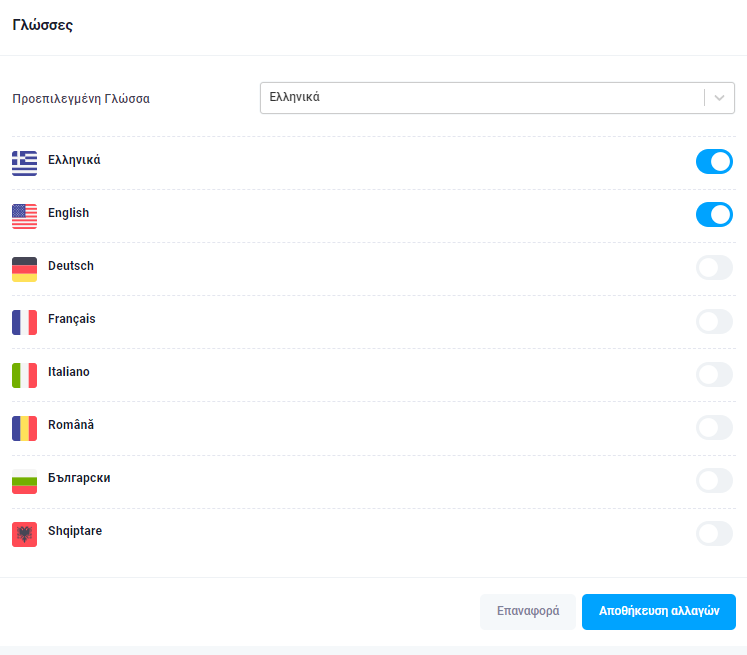 Γλώσσες
Προεπιλεγμένη Γλώσσα
Ελληνικά
Ελληνικά
English
Deutsch
Français
Italiano
Română
Български
Shqiptare
Επαναφορά
Αποθήκευση αλλαγών